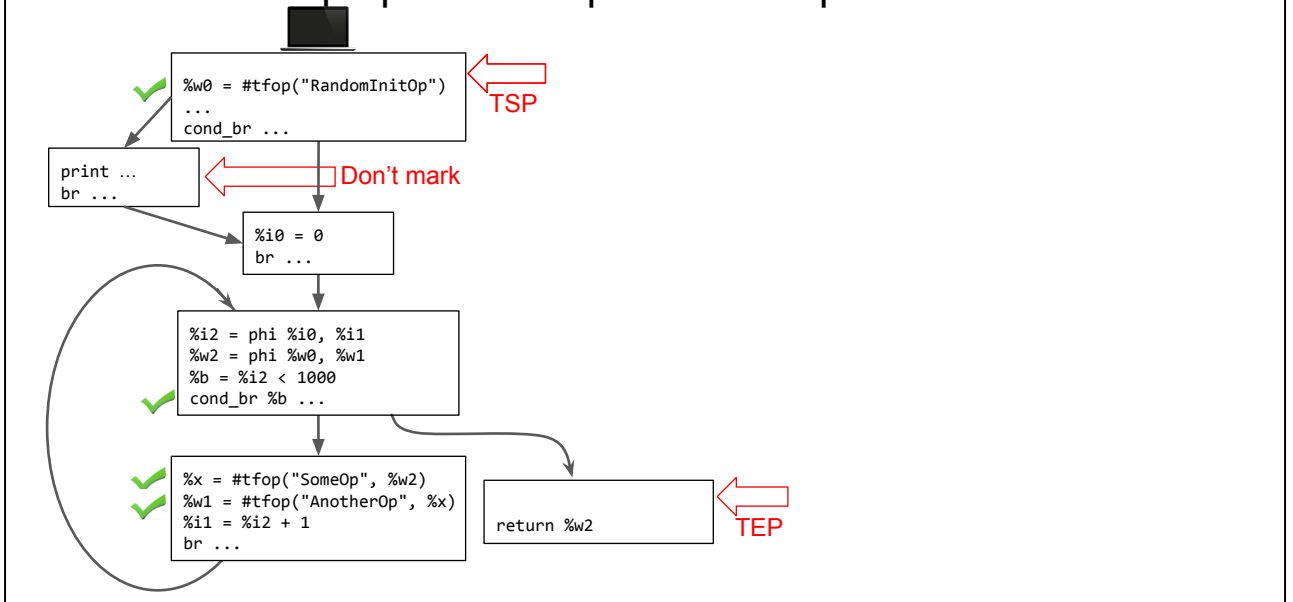 %w0 = #tfop("RandomInitOp")
...
cond_br ...
TSP
print ...
br ...
Don't mark
%i0 = 0
br ...
%i2 = phi %i0, %i1
%w2 = phi %w0, %w1
%b = %i2 < 1000
cond_br %b ...
%x = #tfop("SomeOp", %w2)
%w1 = #tfop("AnotherOp", %x)
%i1 = %i2 + 1
br ...
return %w2
TEP